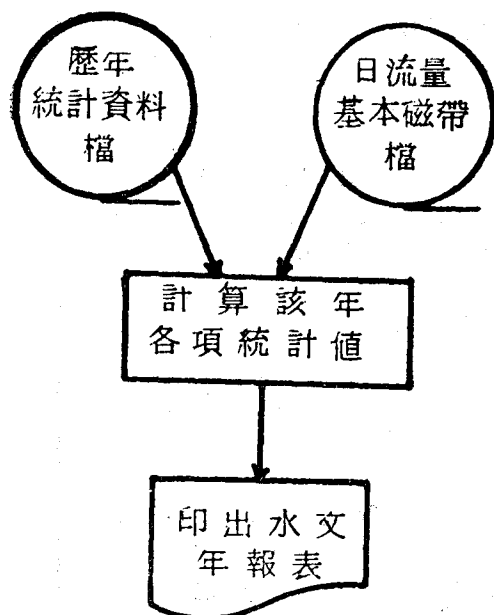 歷年
統計資料
檔
日流量
基本磁帶
檔
計算該年
各項統計值
印出水文
年報表